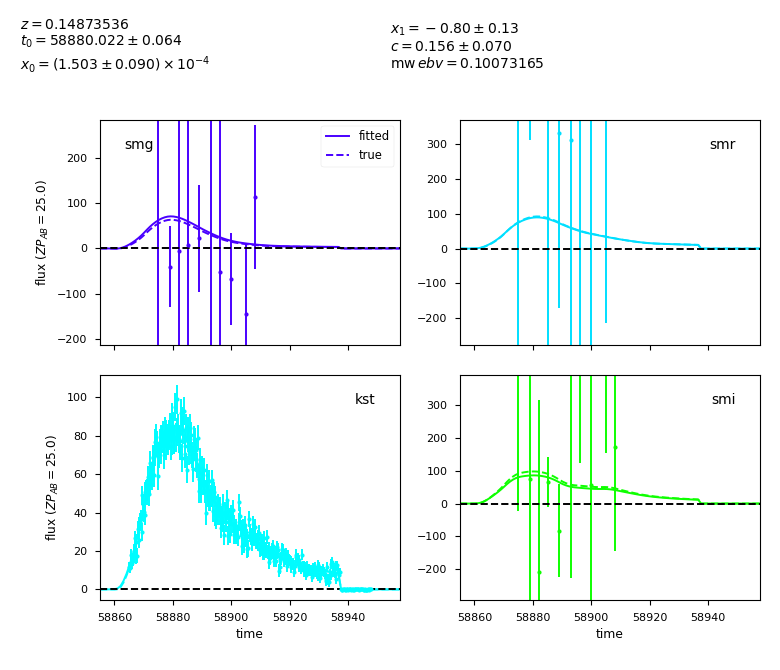 z = 0.14873536
t₀ = 58880.022 ± 0.064
x₀ = (1.503 ± 0.090) × 10⁻⁴
x₁ = −0.80 ± 0.13
c = 0.156 ± 0.070
mw ebv = 0.10073165
smg
fitted
true
200
100
0
−100
−200
flux (ZP_AB = 25.0)
smr
300
200
100
0
−100
−200
kst
100
80
60
40
20
0
flux (ZP_AB = 25.0)
58860 58880 58900 58920 58940
time
smi
300
200
100
0
−100
−200
58860 58880 58900 58920 58940
time